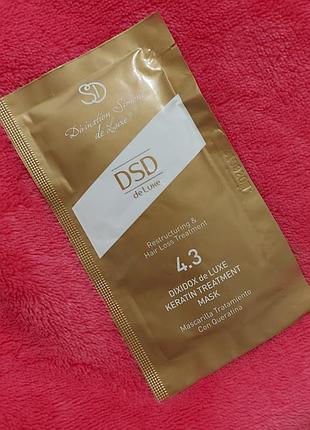 SD
Divination Simone
de Luxe®
DSD
de Luxe
Restructuring &
Hair Loss Treatment
4.3
DIXIDOX de LUXE
KERATIN TREATMENT
MASK
Mascarilla Tratamiento
Con Queratina